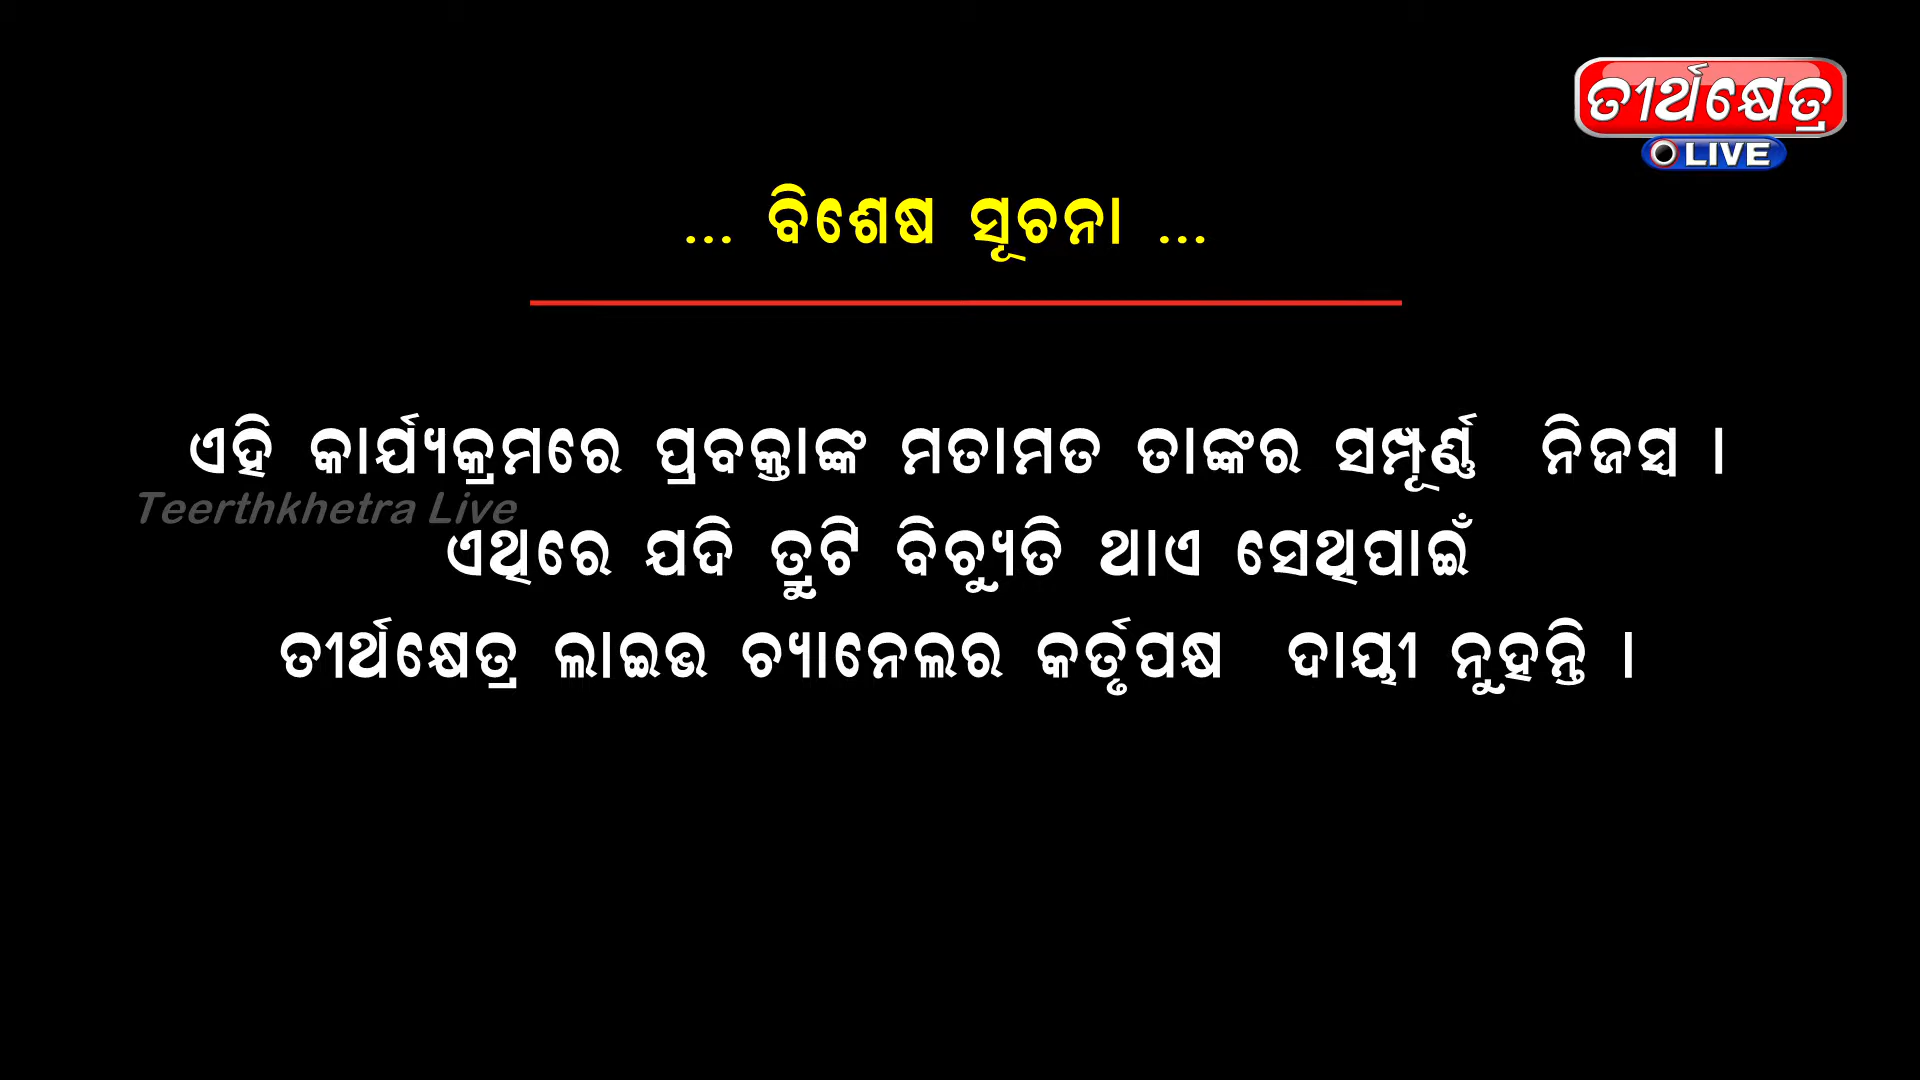 ତୀର୍ଥକ୍ଷେତ୍ର
LIVE
... ବିଶେଷ ସୂଚନା ...
ଏହି କାର୍ଯ୍ୟକ୍ରମରେ ପ୍ରବକ୍ତାଙ୍କ ମତାମତ ତାଙ୍କର ସମ୍ପୂର୍ଣ୍ଣ ନିଜସ୍ୱ ।
Teerthkhetra Live
ଏଥିରେ ଯଦି ତ୍ରୁଟି ବିଚ୍ୟୁତି ଥାଏ ସେଥିପାଇଁ
ତୀର୍ଥକ୍ଷେତ୍ର ଲାଇଭ ଚ୍ୟାନେଲର କର୍ତୃପକ୍ଷ ଦାୟୀ ନୁହନ୍ତି ।